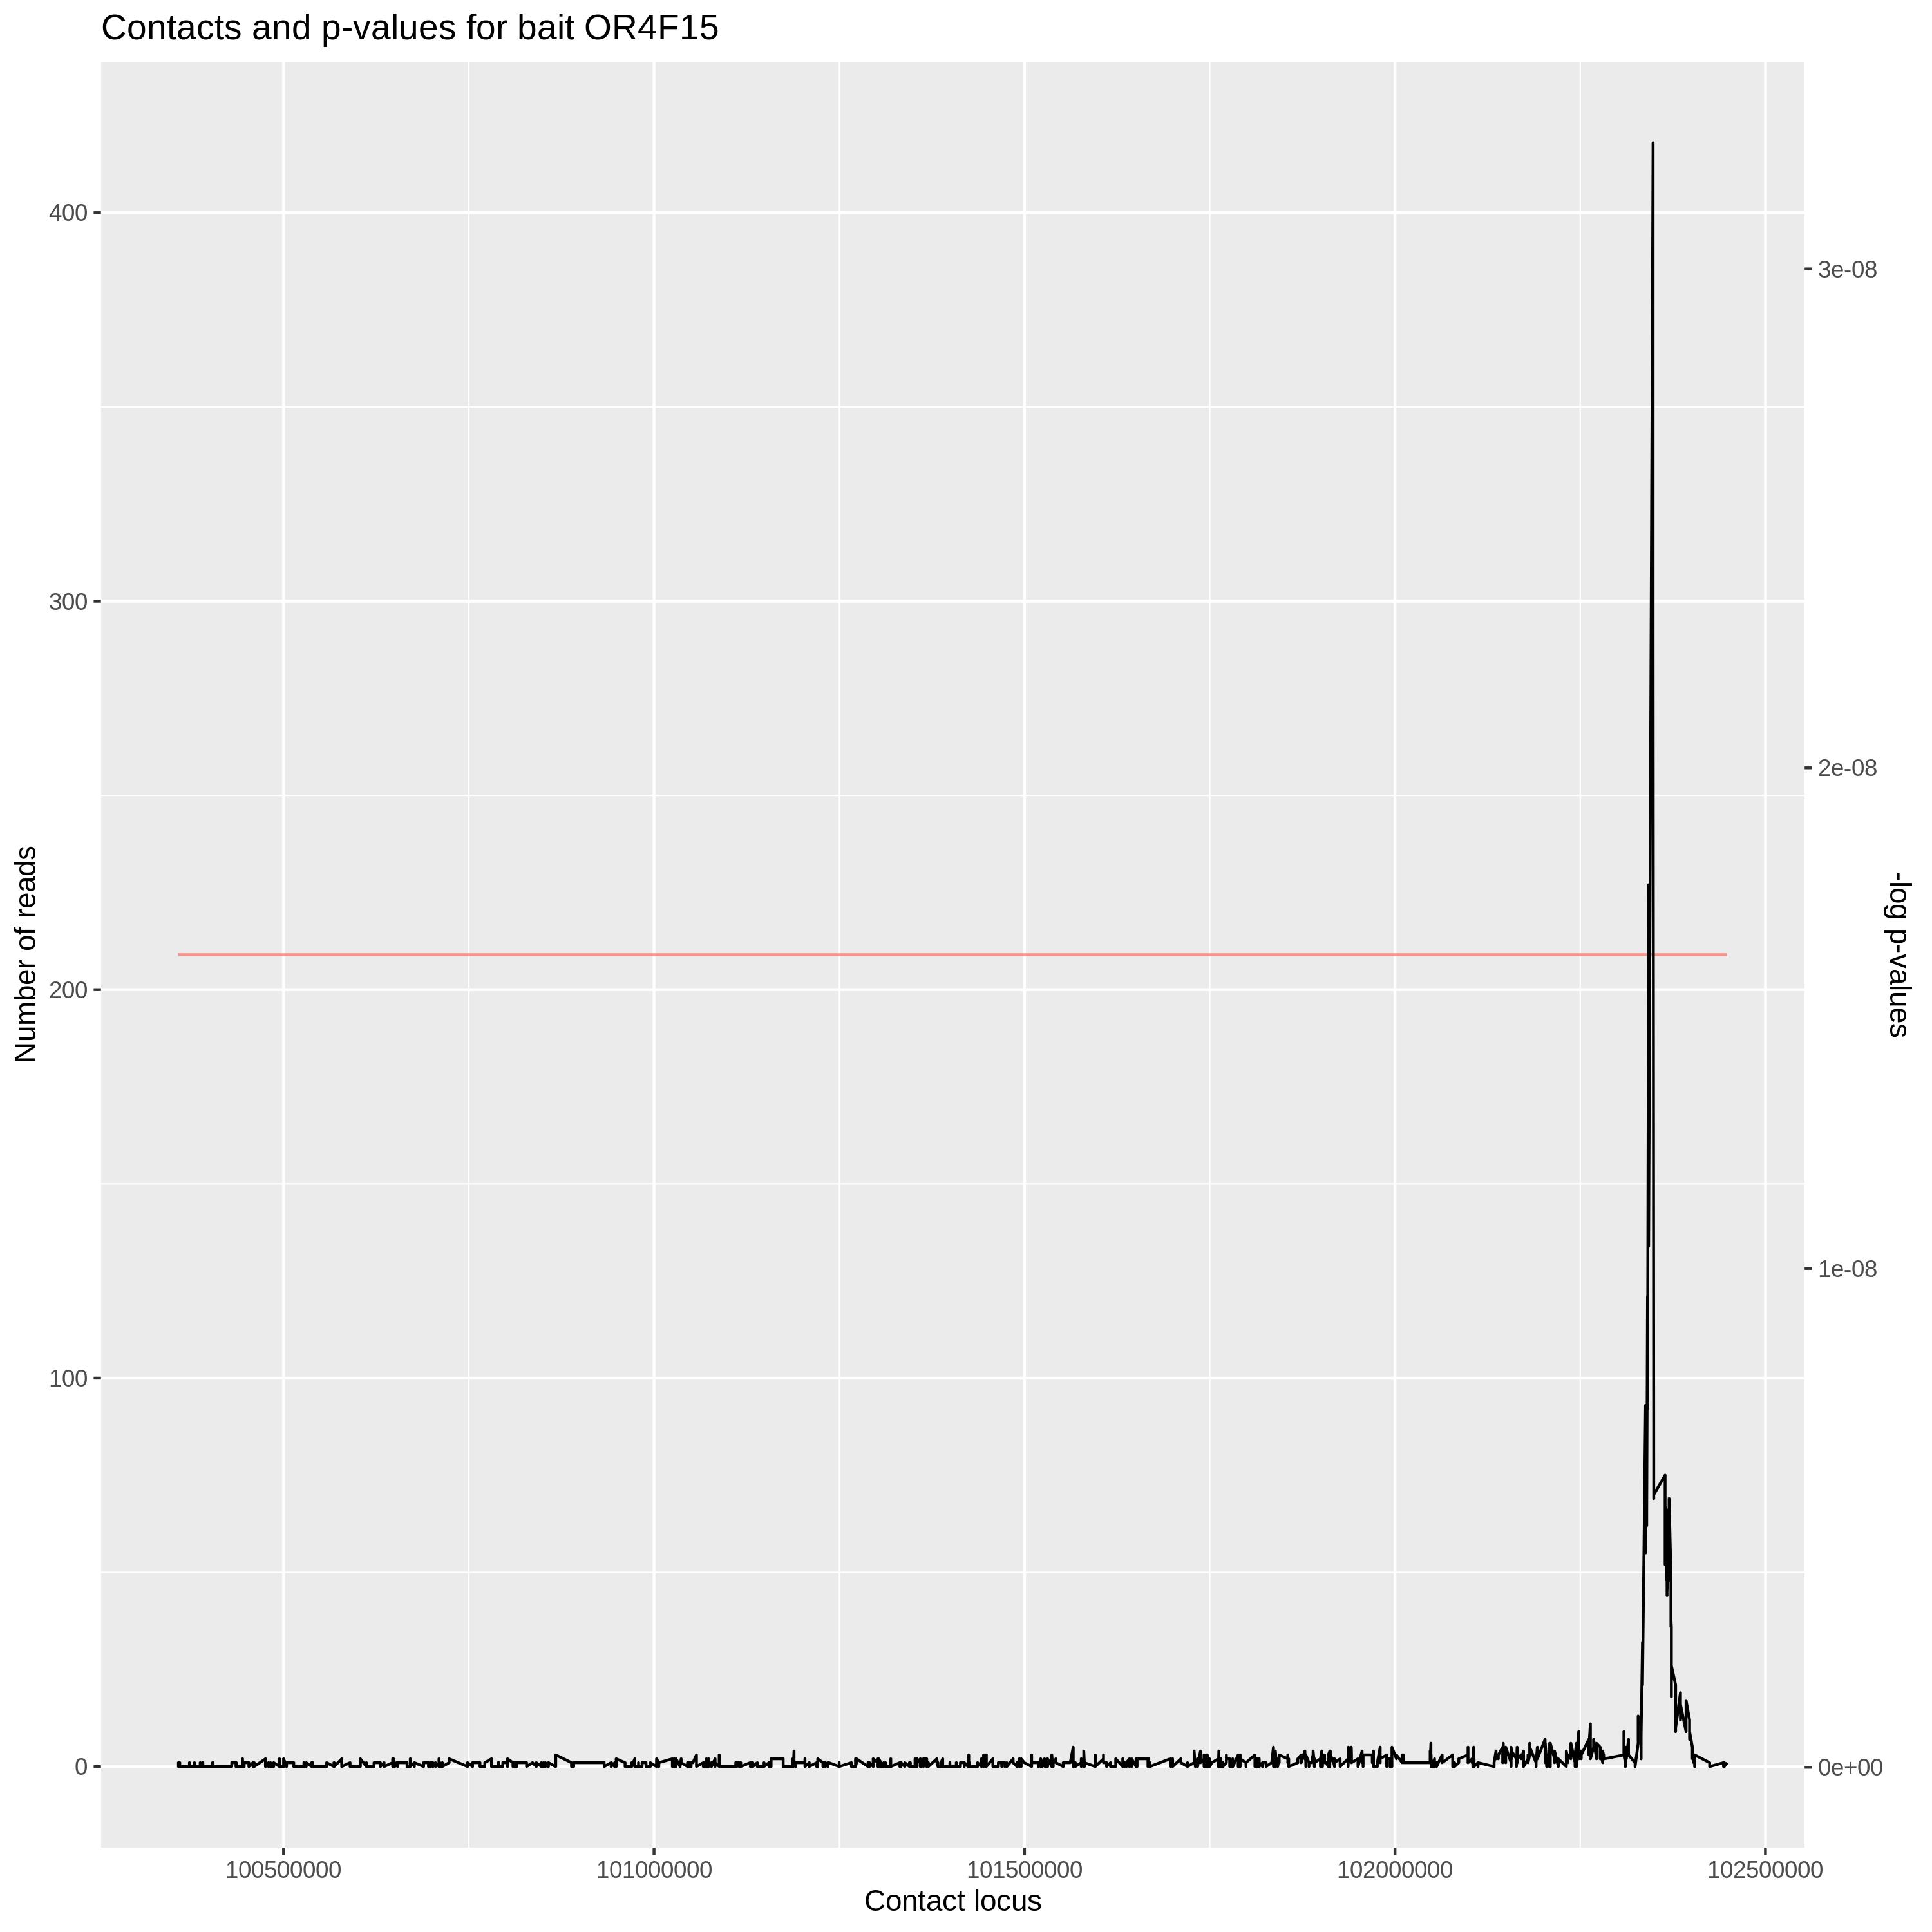 Contacts and p-values for bait OR4F15
400
300
200
100
0
Number of reads
3e-08
2e-08
1e-08
0e+00
-log p-values
100500000
101000000
101500000
102000000
102500000
Contact locus